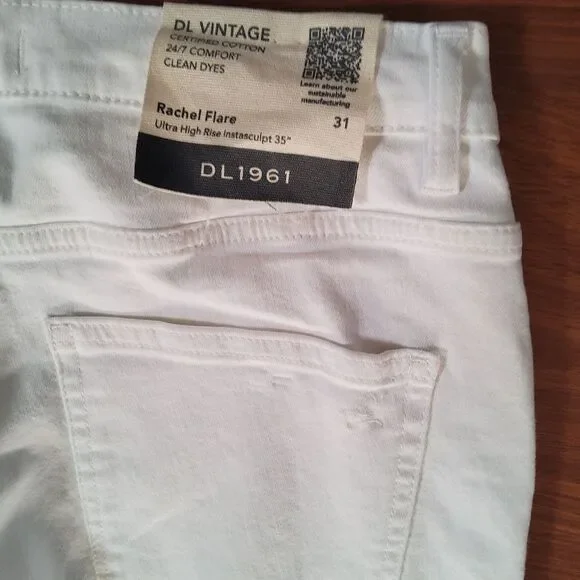 DL VINTAGE
CERTIFIED COTTON
24/7 COMFORT
CLEAN DYES
Learn about our
sustainable
manufacturing
Rachel Flare 31
Ultra High Rise Instasculpt 35"
DL1961